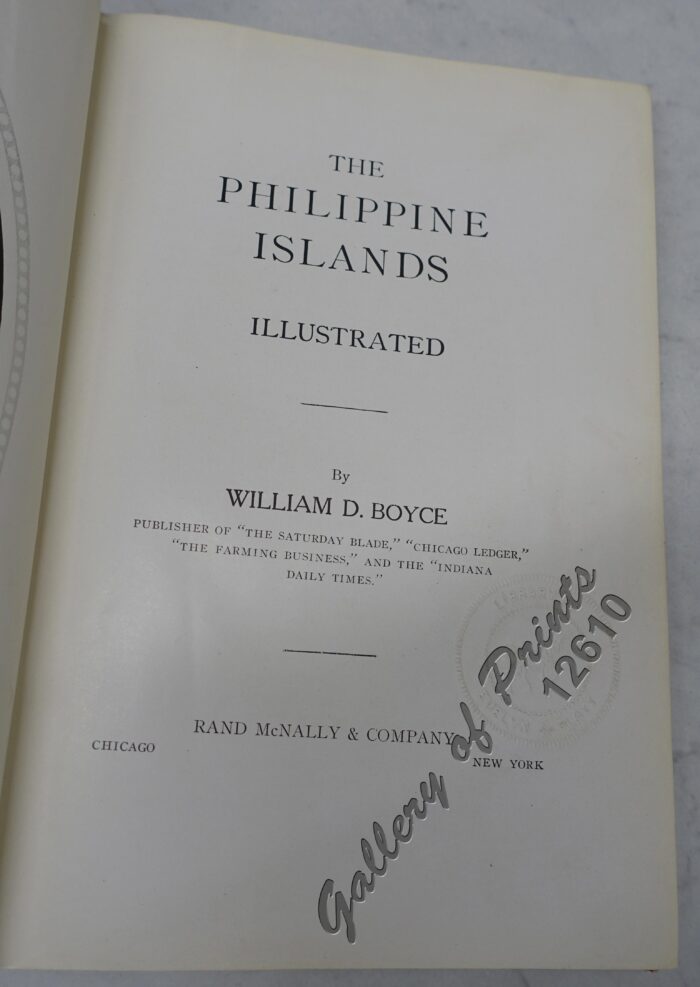 THE
PHILIPPINE
ISLANDS
ILLUSTRATED
By
WILLIAM D. BOYCE
PUBLISHER OF "THE SATURDAY BLADE," "CHICAGO LEDGER,"
"THE FARMING BUSINESS," AND THE "INDIANA
DAILY TIMES."
RAND McNALLY & COMPANY
CHICAGO
NEW YORK
Gallery of Prints
12610